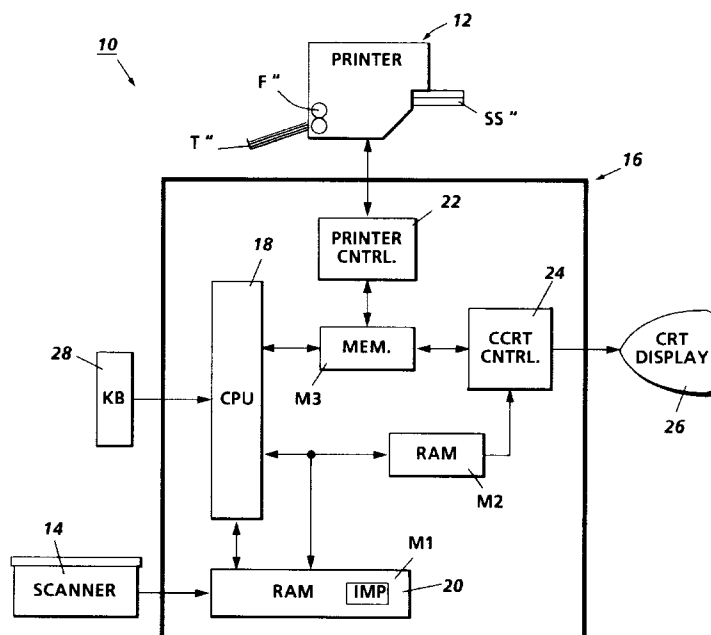 10
12
PRINTER
F"
T"
SS"
16
22
PRINTER
CNTRL.
18
24
CCRT
CNTRL.
CRT
DISPLAY
26
28
KB
CPU
MEM.
M3
RAM
M2
14
SCANNER
M1
RAM
IMP
20